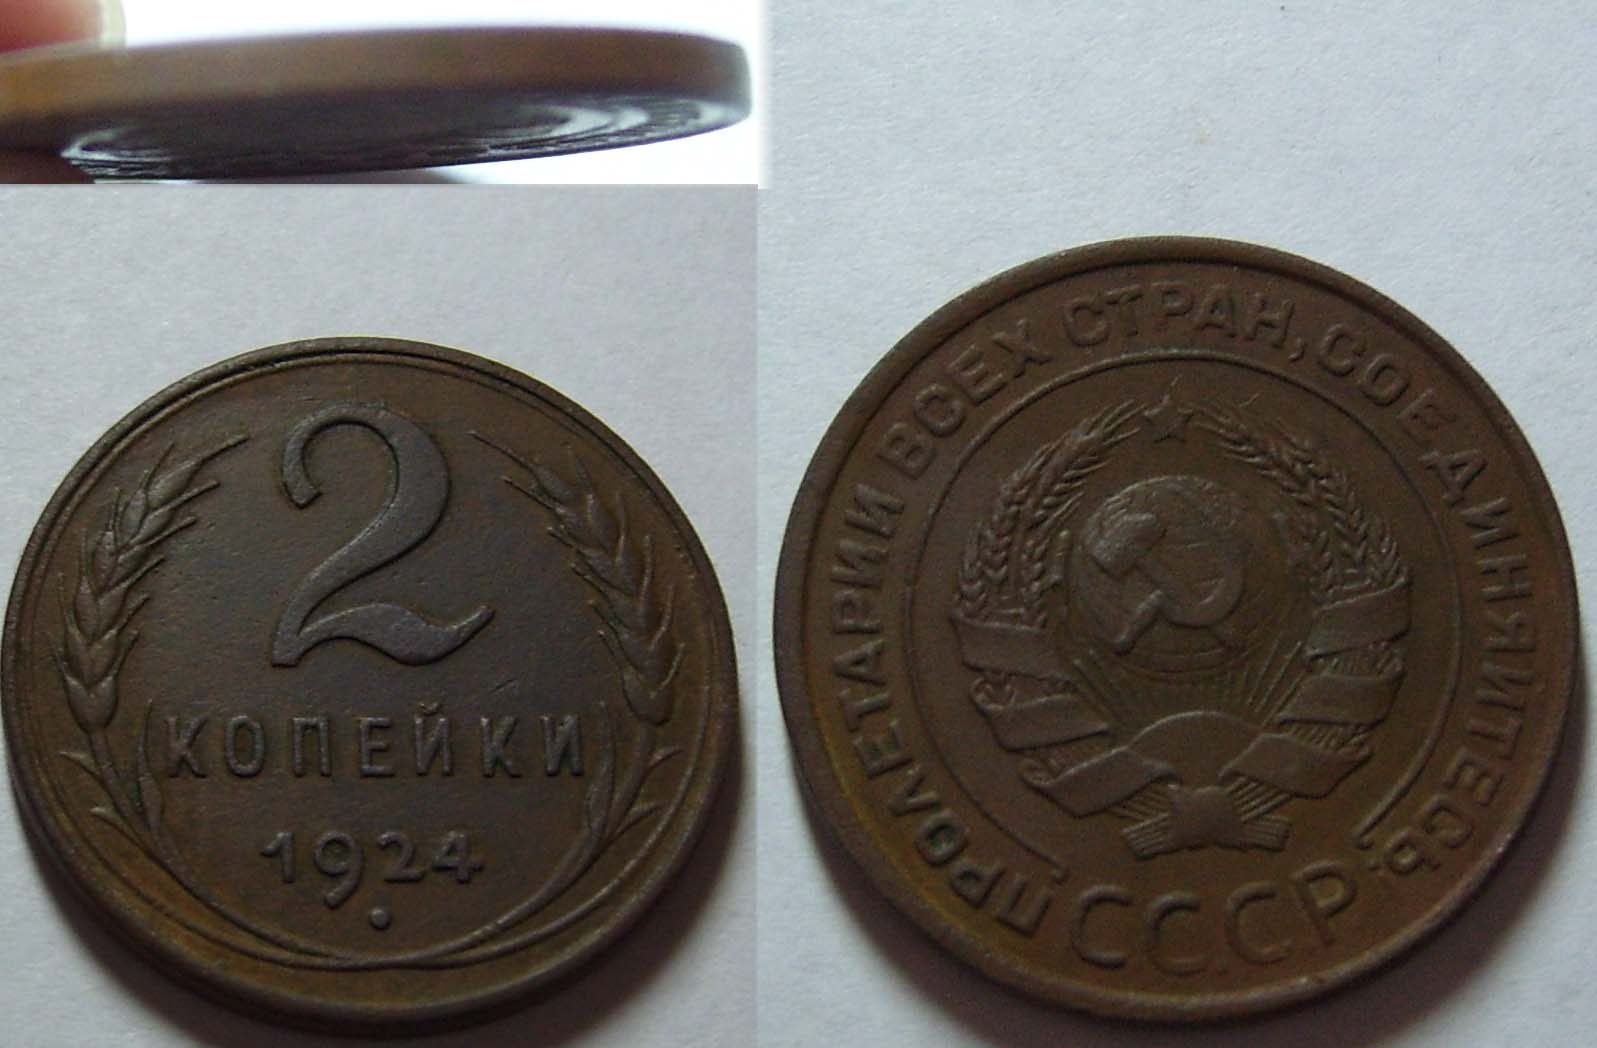 2
КОПЕЙКИ
1924
ПРОЛЕТАРИИ ВСЕХ СТРАН, СОЕДИНЯЙТЕСЬ!
СССР